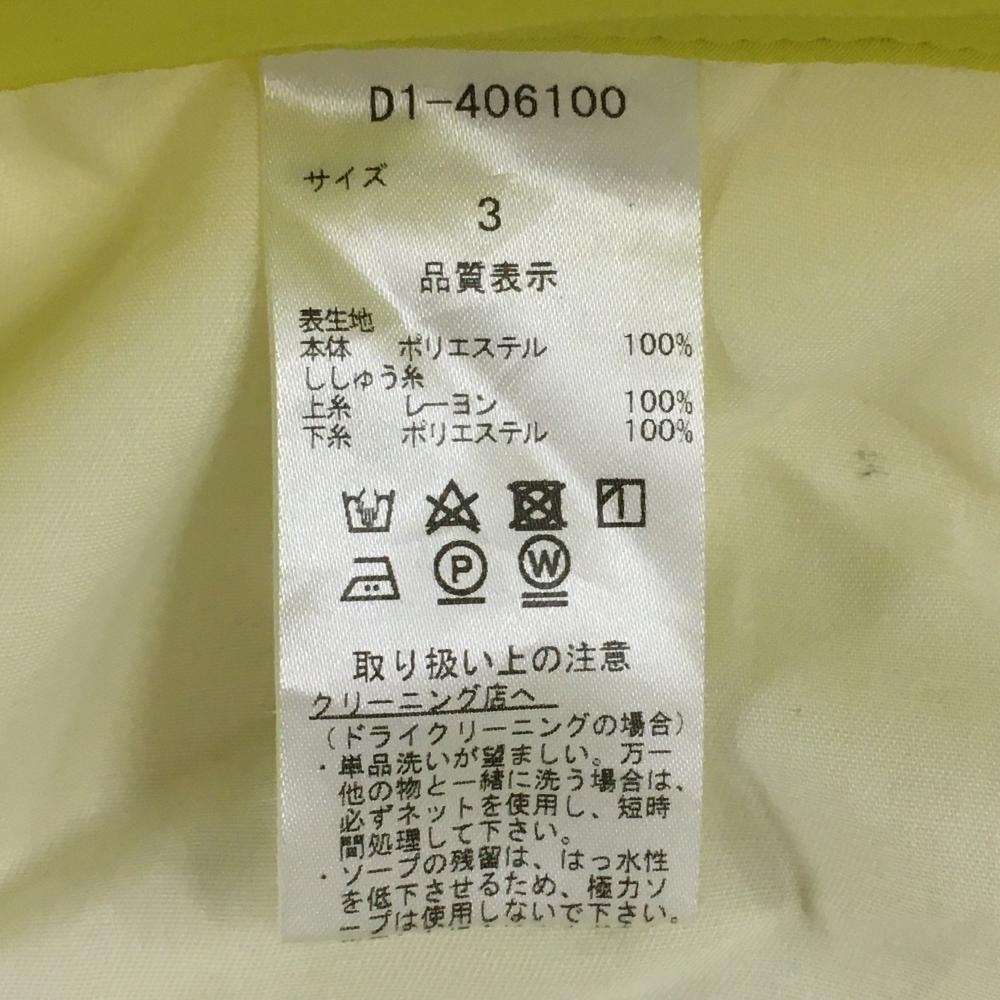 D1-406100
サイズ
3
品質表示
表生地
本体 ポリエステル 100%
ししゅう糸
上糸 レーヨン 100%
下糸 ポリエステル 100%
P W
取り扱い上の注意
クリーニング店へ
（ドライクリーニングの場合）
・単品洗いが望ましい。万一
他の物と一緒に洗う場合は、
必ずネットを使用し、短時
間処理して下さい。
・ソープの残留は、はっ水性
を低下させるため、極力ソ
ープは使用しないで下さい。